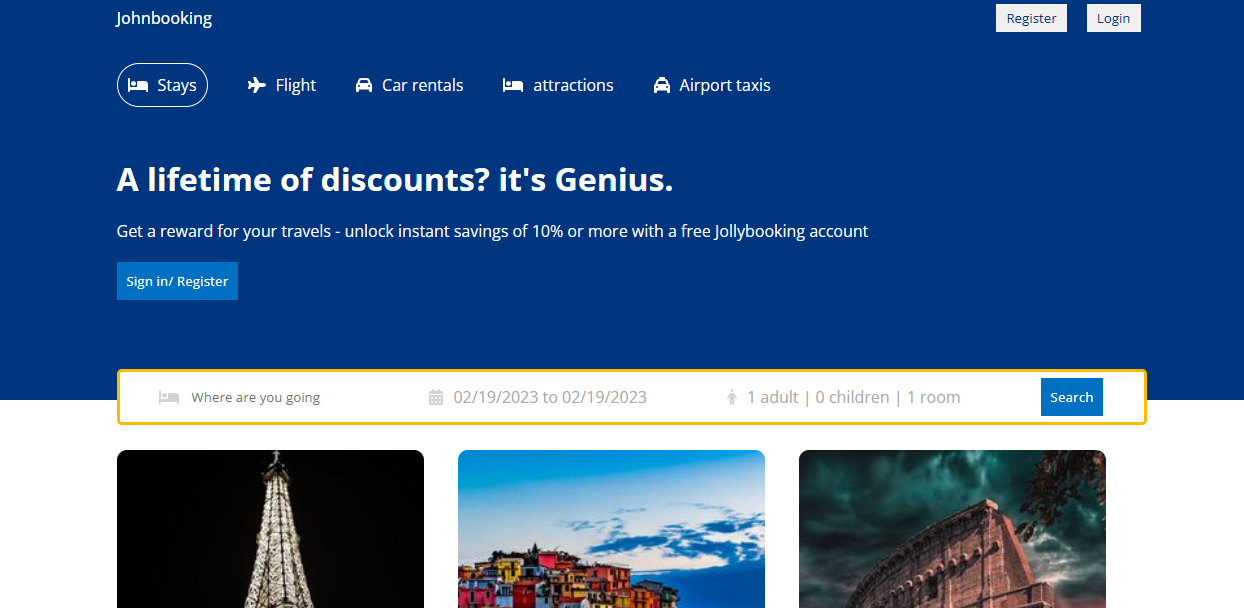 Johnbooking
Register
Login
Stays
Flight
Car rentals
attractions
Airport taxis
A lifetime of discounts? it's Genius.
Get a reward for your travels - unlock instant savings of 10% or more with a free Jollybooking account
Sign in/ Register
Where are you going
02/19/2023 to 02/19/2023
1 adult | 0 children | 1 room
Search